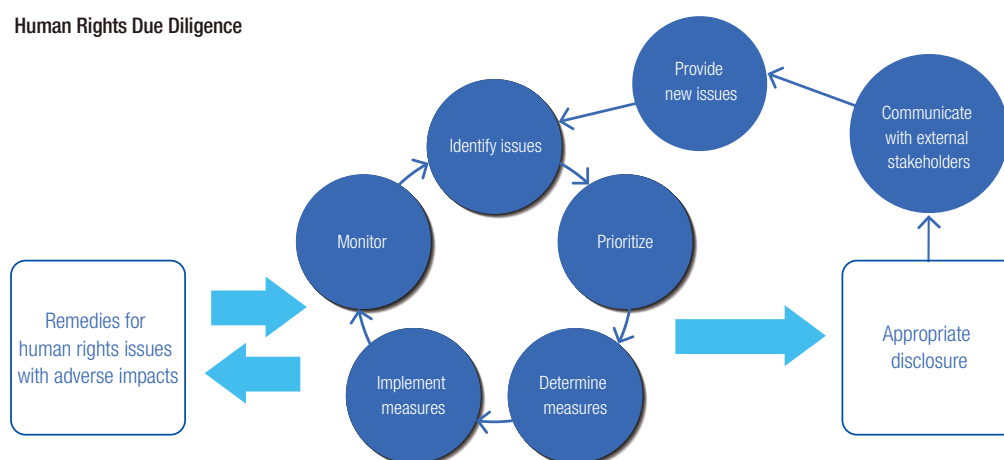 Human Rights Due Diligence
Provide
new issues
Communicate
with external
stakeholders
Identify issues
Monitor
Prioritize
Remedies for
human rights issues
with adverse impacts
Appropriate
disclosure
Implement
measures
Determine
measures